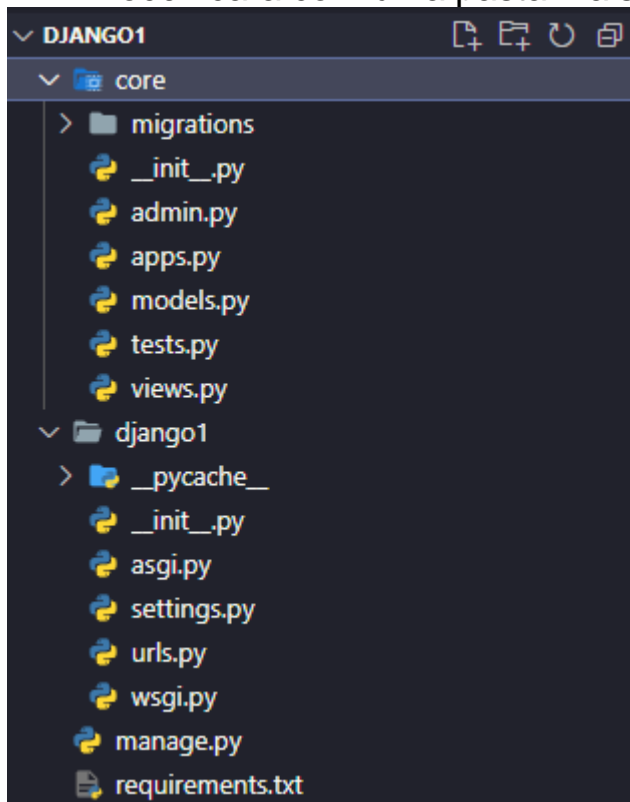 DJANGO1
core
migrations
__init__.py
admin.py
apps.py
models.py
tests.py
views.py
django1
__pycache__
__init__.py
asgi.py
settings.py
urls.py
wsgi.py
manage.py
requirements.txt